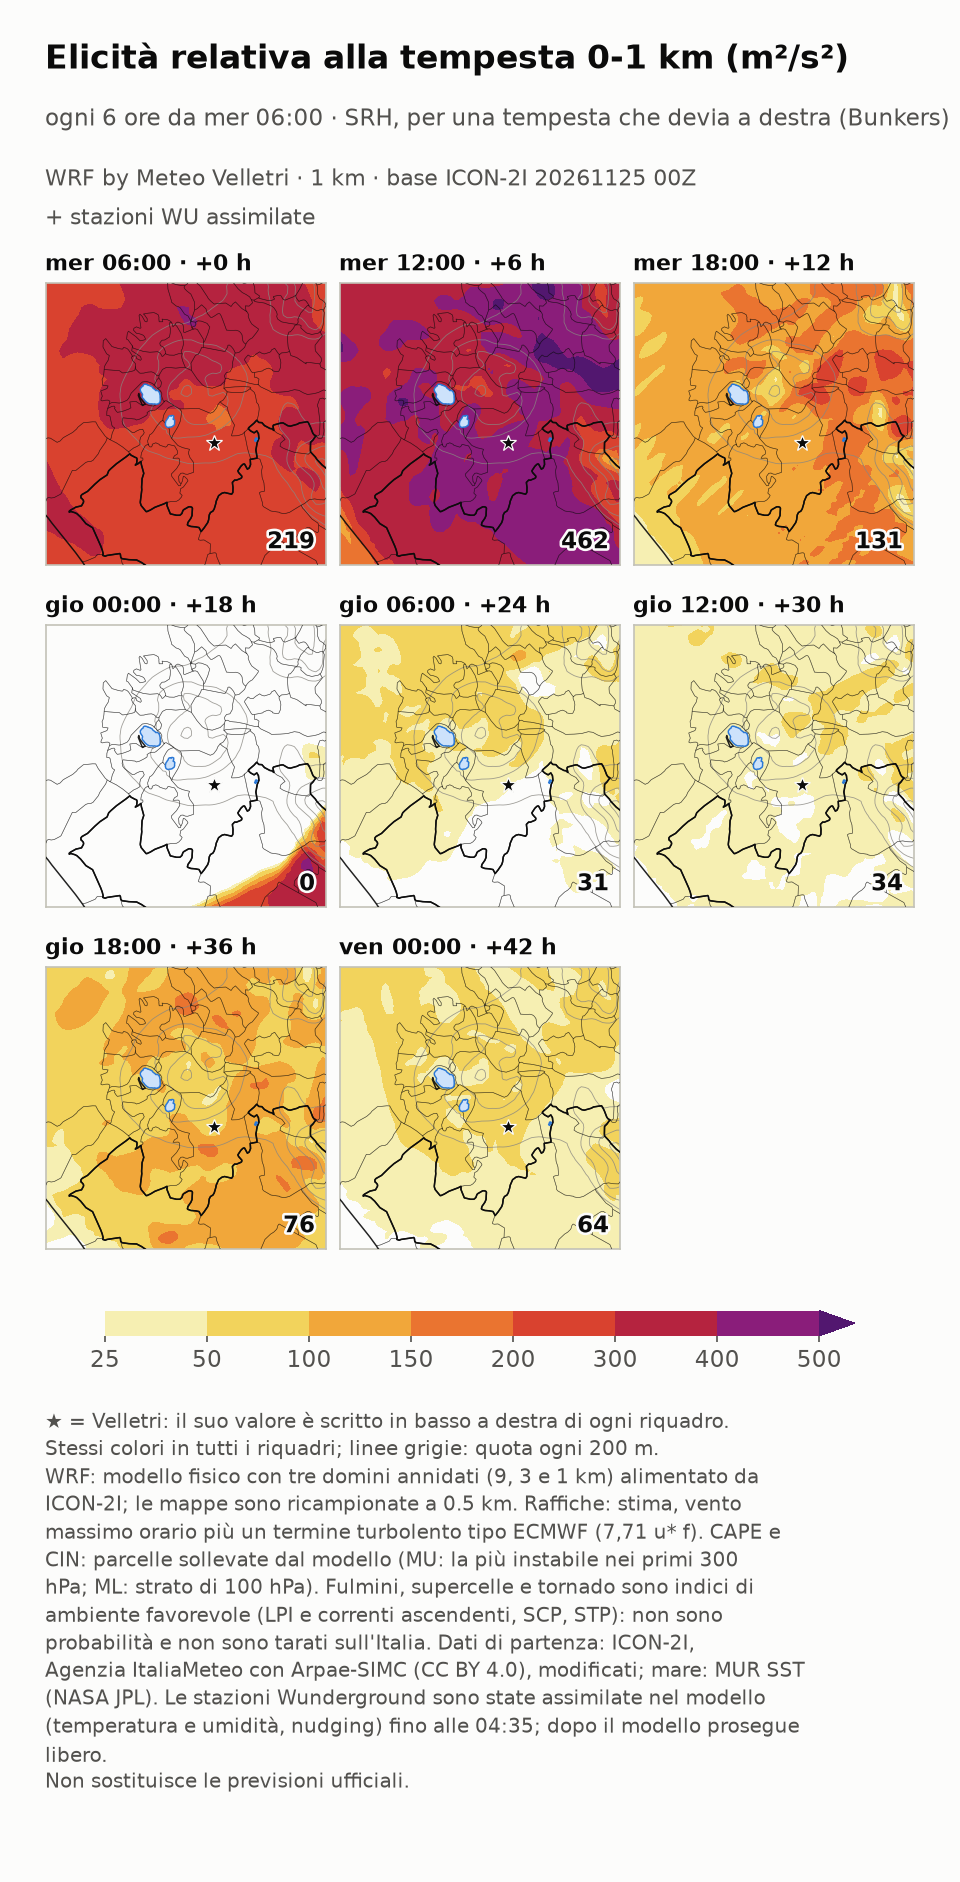 Elicità relativa alla tempesta 0-1 km (m²/s²)
ogni 6 ore da mer 06:00 · SRH, per una tempesta che devia a destra (Bunkers)
WRF by Meteo Velletri · 1 km · base ICON-2I 20261125 00Z
+ stazioni WU assimilate
mer 06:00 · +0 h
mer 12:00 · +6 h
mer 18:00 · +12 h
219
462
131
gio 00:00 · +18 h
gio 06:00 · +24 h
gio 12:00 · +30 h
0
31
34
gio 18:00 · +36 h
ven 00:00 · +42 h
76
64
25 50 100 150 200 300 400 500
★ = Velletri: il suo valore è scritto in basso a destra di ogni riquadro.
Stessi colori in tutti i riquadri; linee grigie: quota ogni 200 m.
WRF: modello fisico con tre domini annidati (9, 3 e 1 km) alimentato da
ICON-2I; le mappe sono ricampionate a 0.5 km. Raffiche: stima, vento
massimo orario più un termine turbolento tipo ECMWF (7,71 u* f). CAPE e
CIN: parcelle sollevate dal modello (MU: la più instabile nei primi 300
hPa; ML: strato di 100 hPa). Fulmini, supercelle e tornado sono indici di
ambiente favorevole (LPI e correnti ascendenti, SCP, STP): non sono
probabilità e non sono tarati sull'Italia. Dati di partenza: ICON-2I,
Agenzia ItaliaMeteo con Arpae-SIMC (CC BY 4.0), modificati; mare: MUR SST
(NASA JPL). Le stazioni Wunderground sono state assimilate nel modello
(temperatura e umidità, nudging) fino alle 04:35; dopo il modello prosegue
libero.
Non sostituisce le previsioni ufficiali.